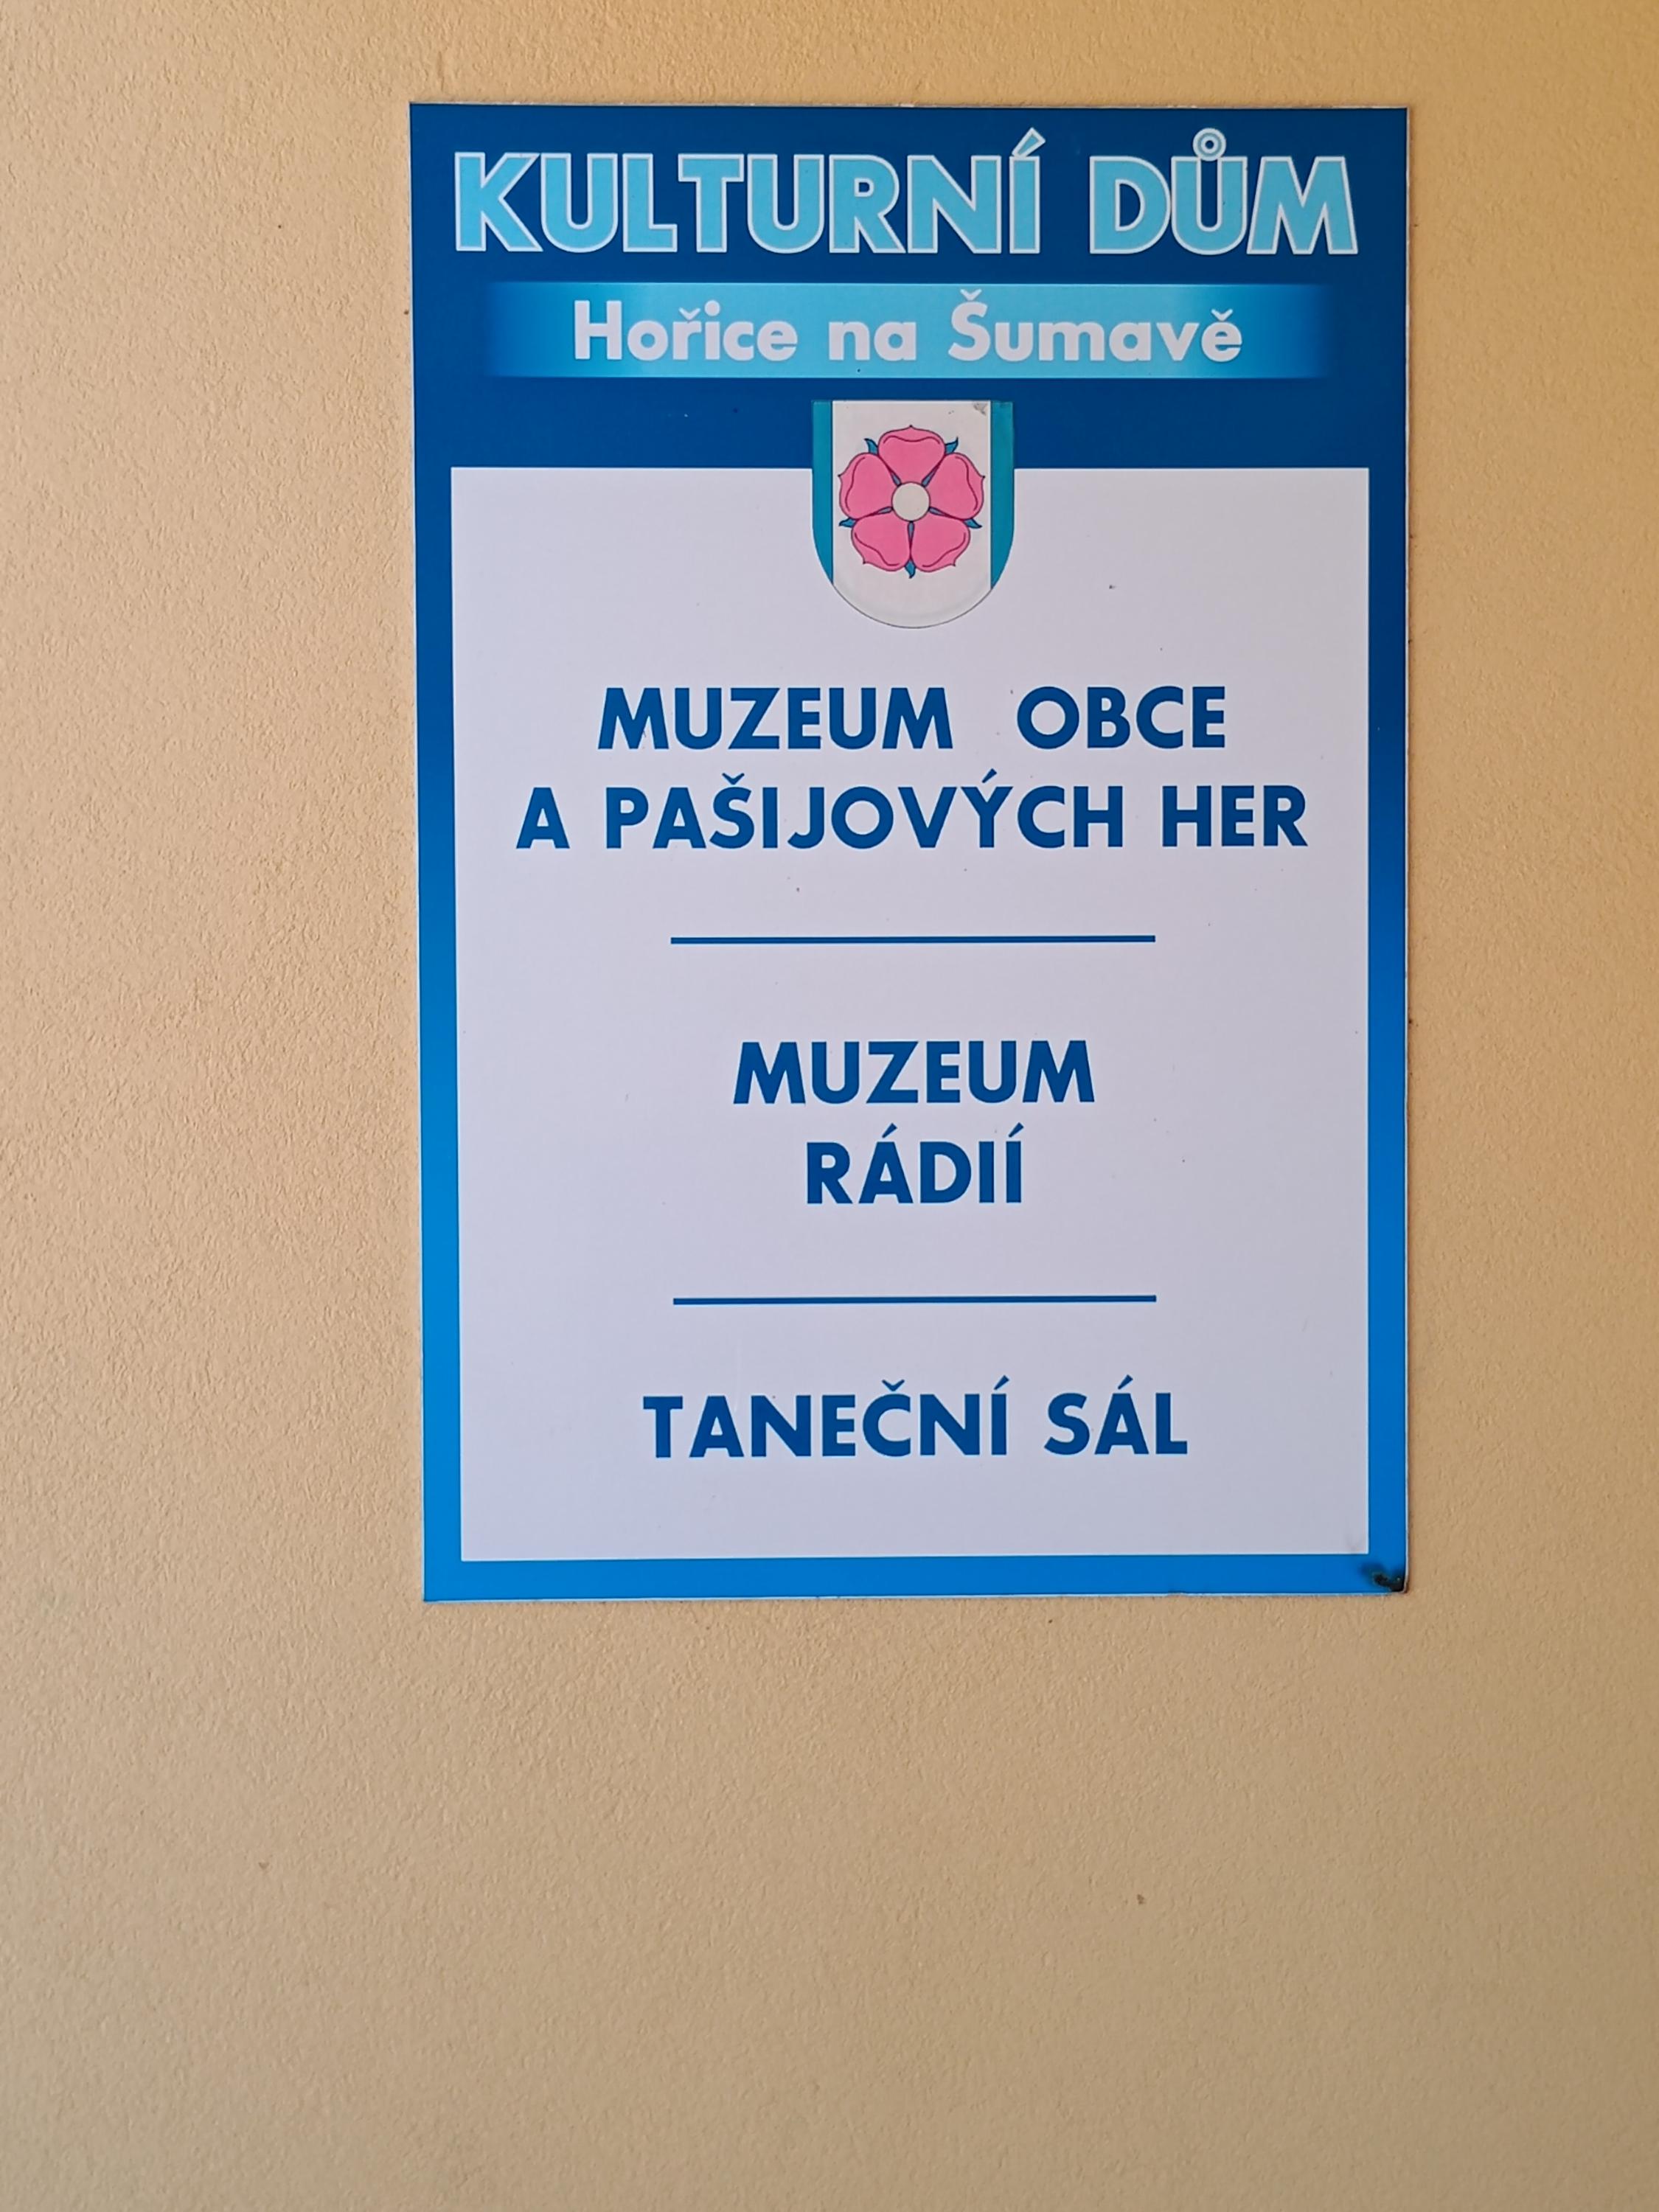 KULTURNÍ DŮM
Hořice na Šumavě
MUZEUM OBCE
A PAŠIJOVÝCH HER
MUZEUM
RÁDIÍ
TANEČNÍ SÁL